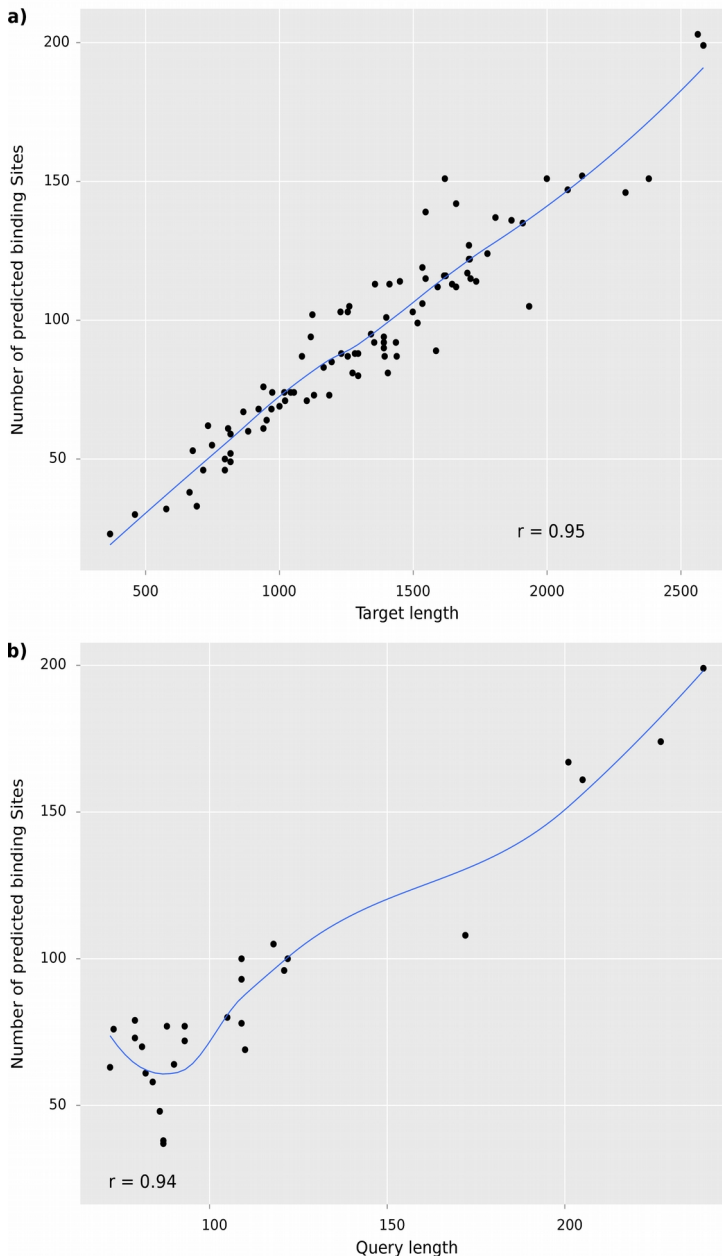 a)
Number of predicted binding Sites
200
150
100
50
r = 0.95
500 1000 1500 2000 2500
Target length
b)
Number of predicted binding Sites
200
150
100
50
r = 0.94
100 150 200
Query length